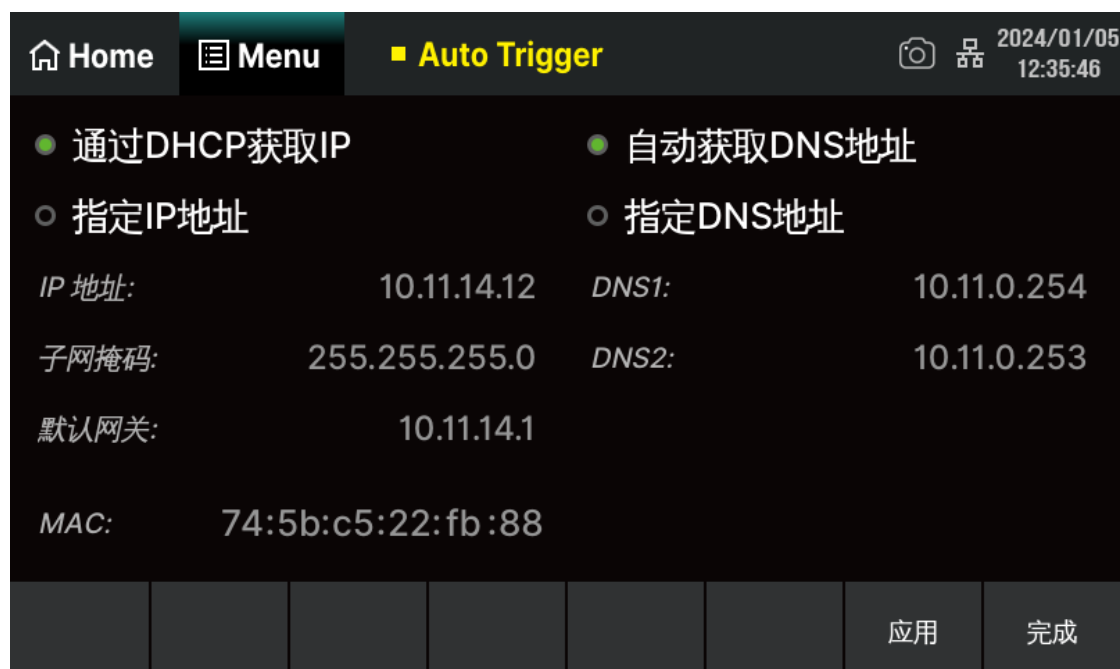 Home Menu Auto Trigger 2024/01/05
12:35:46
通过DHCP获取IP 自动获取DNS地址
指定IP地址 指定DNS地址
IP 地址: 10.11.14.12 DNS1: 10.11.0.254
子网掩码: 255.255.255.0 DNS2: 10.11.0.253
默认网关: 10.11.14.1
MAC: 74:5b:c5:22:fb:88
应用 完成